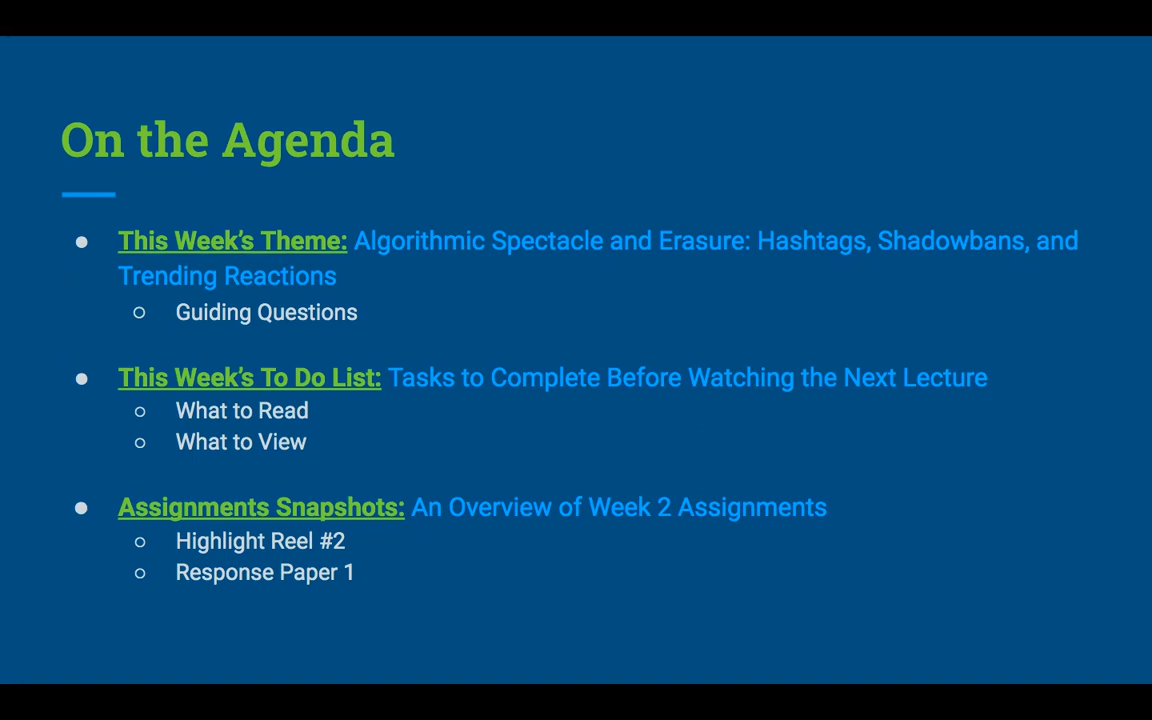 On the Agenda
This Week's Theme: Algorithmic Spectacle and Erasure: Hashtags, Shadowbans, and
Trending Reactions
Guiding Questions
This Week's To Do List: Tasks to Complete Before Watching the Next Lecture
What to Read
What to View
Assignments Snapshots: An Overview of Week 2 Assignments
Highlight Reel #2
Response Paper 1